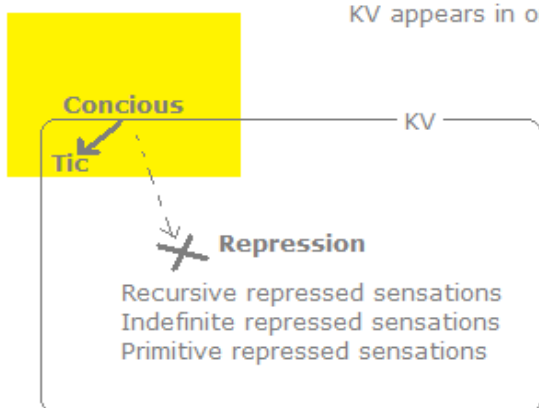 KV appears in o
Concious
KV
Tic
Repression
Recursive repressed sensations
Indefinite repressed sensations
Primitive repressed sensations